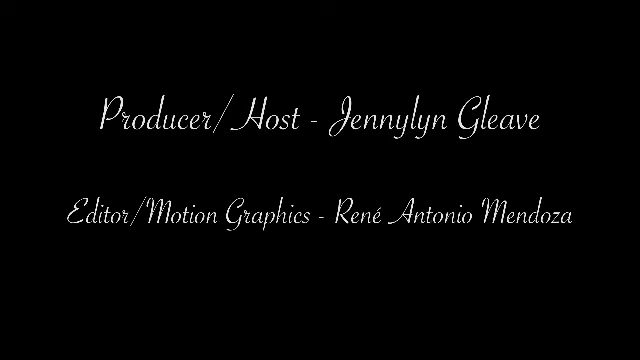 Producer/Host - Jennylyn Gleave
Editor/Motion Graphics - René Antonio Mendoza